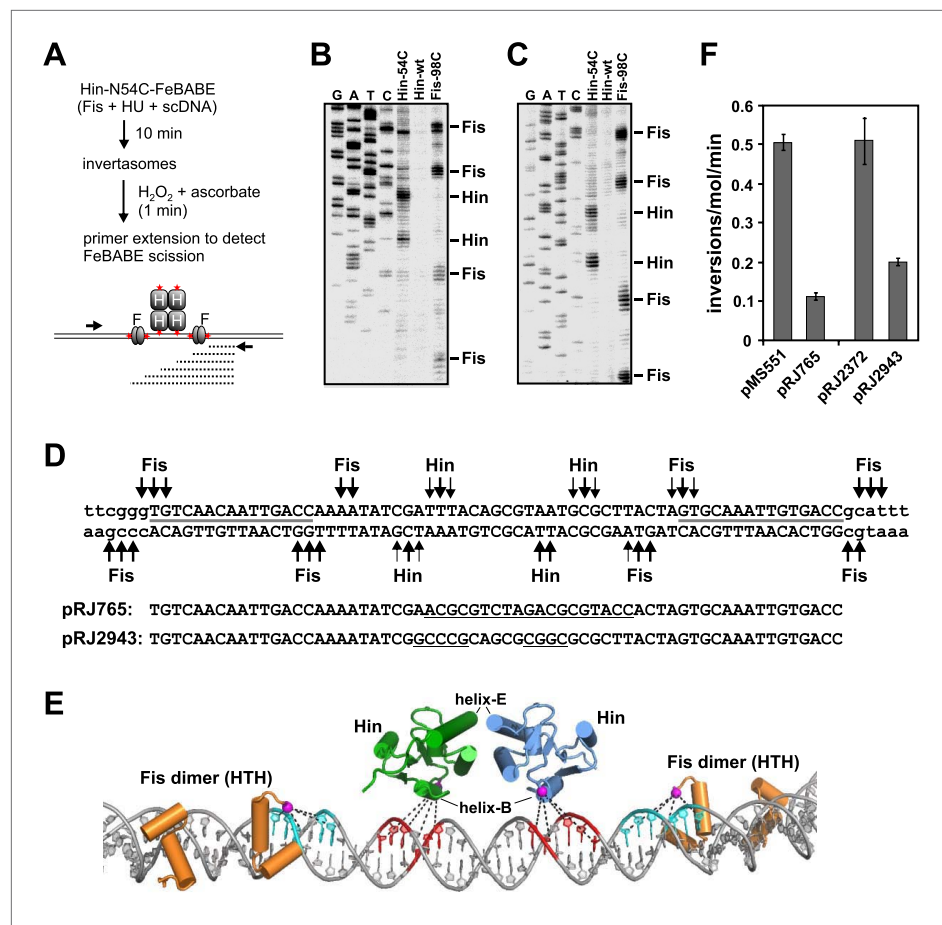 A
Hin-N54C-FeBABE
(Fis + HU + scDNA)
10 min
invertasomes
H2O2 + ascorbate
(1 min)
primer extension to detect
FeBABE scission
H H
F F
H H
B
G A T C Hin-54C Hin-wt Fis-98C
Fis
Fis
Hin
Hin
Fis
Fis
C
G A T C Hin-54C Hin-wt Fis-98C
Fis
Fis
Hin
Hin
Fis
Fis
F
inversions/mol/min
0.6
0.5
0.4
0.3
0.2
0.1
0
pMS551 pRJ765 pRJ2372 pRJ2943
D
Fis Fis Hin Hin Fis Fis
ttcgggTGTCAACAATTGACCAAAATATCGATTTACAGCGTAATGCGCTTACTAGTGCAAATTGTGACCgcattt
aagcccACAGTTGTTAACTGGTTTTATAGCTAAATGTCGCATTACGCGAATGATCACGTTTAACACTGGcgtaaa
Fis Fis Hin Hin Fis Fis
pRJ765: TGTCAACAATTGACCAAAATATCGAACGCGTCTAGACGCGTACCACTAGTGCAAATTGTGACC
pRJ2943: TGTCAACAATTGACCAAAATATCGGCCCGCAGCGCGGCGCGCTTACTAGTGCAAATTGTGACC
E
helix-E
Hin Hin
Fis dimer (HTH) Fis dimer (HTH)
helix-B